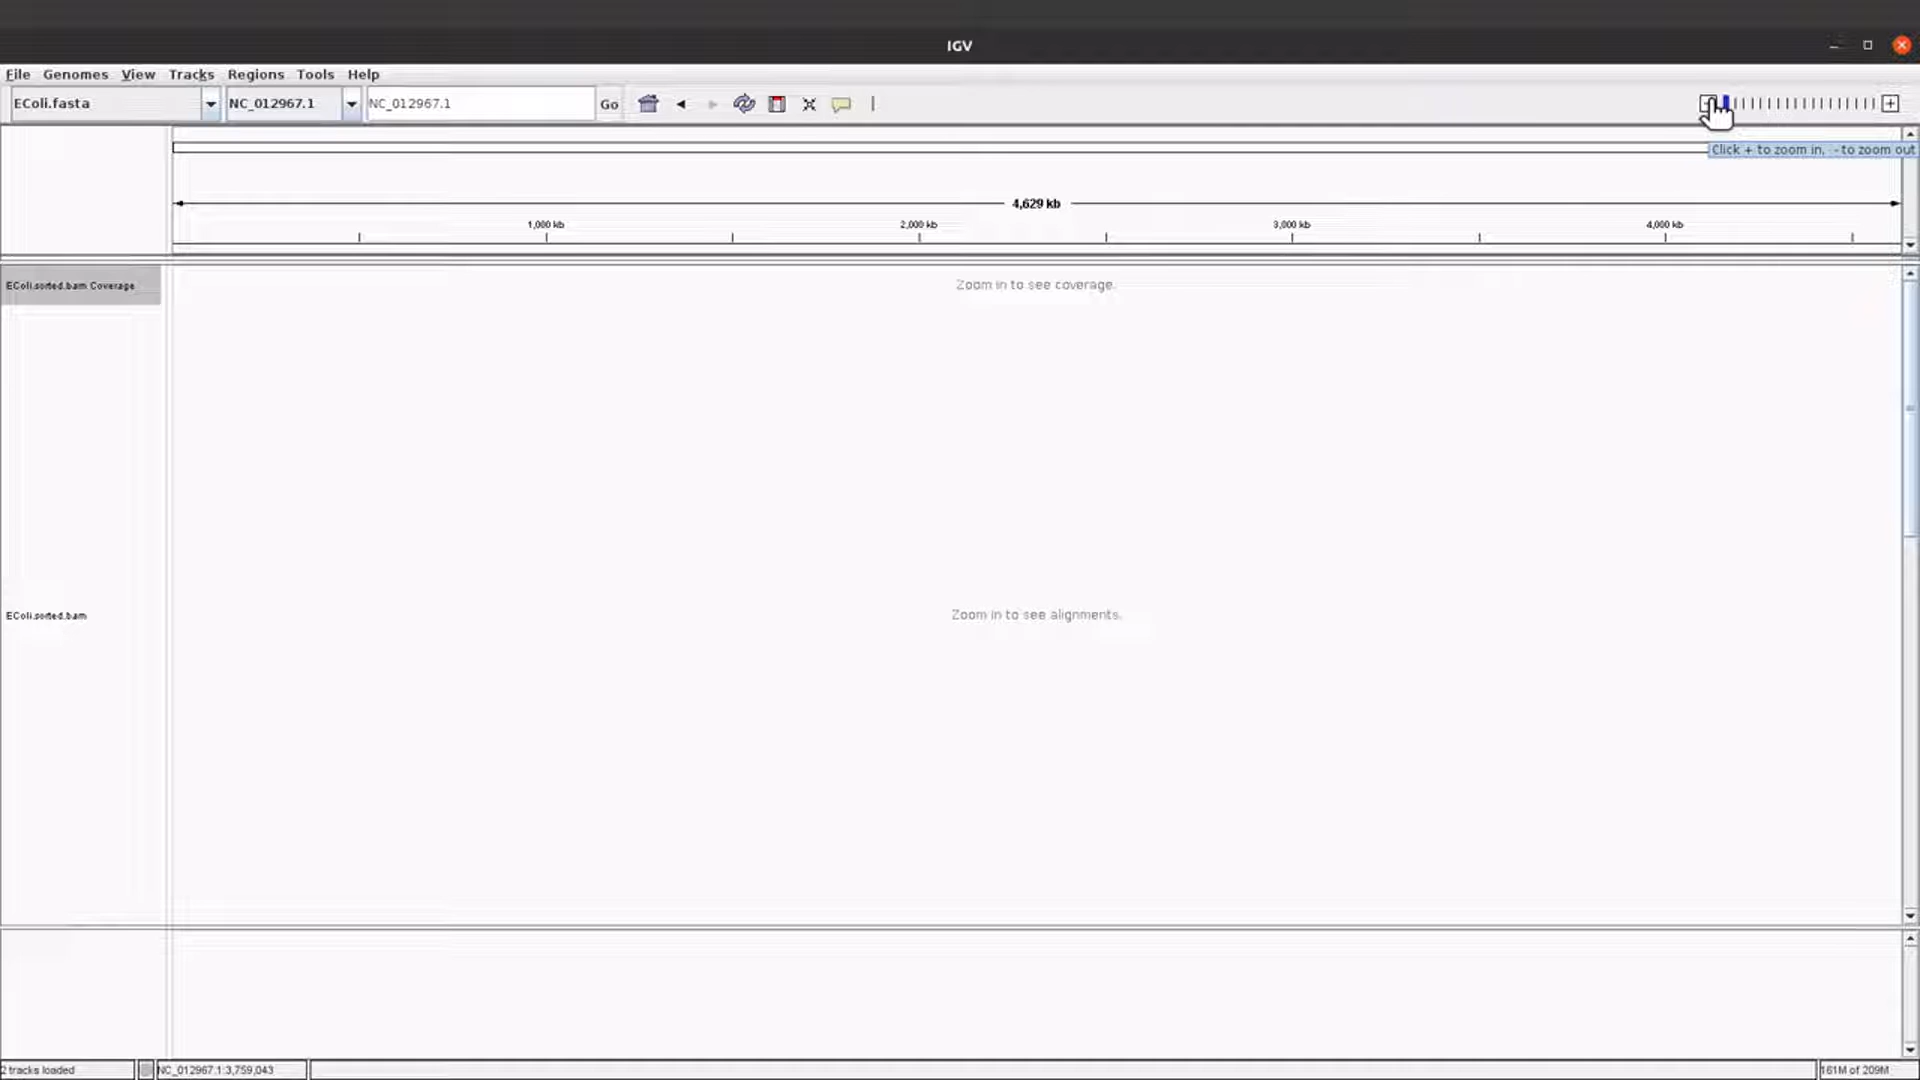 IGV
File Genomes View Tracks Regions Tools Help
EColi.fasta NC_012967.1 NC_012967.1 Go
Click + to zoom in, - to zoom out
4,629 kb
1,000 kb 2,000 kb 3,000 kb 4,000 kb
EColi.sorted.bam Coverage
Zoom in to see coverage.
EColi.sorted.bam
Zoom in to see alignments.
2 tracks loaded NC_012967.1:3,759,043 161M of 209M